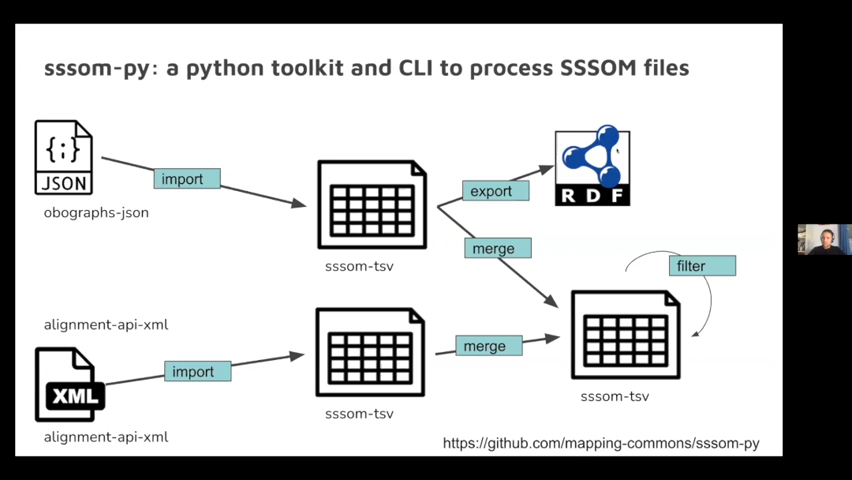 sssom-py: a python toolkit and CLI to process SSSOM files
{;}
JSON
import
obographs-json
sssom-tsv
export
RDF
merge
filter
alignment-api-xml
XML
import
alignment-api-xml
sssom-tsv
merge
sssom-tsv
https://github.com/mapping-commons/sssom-py